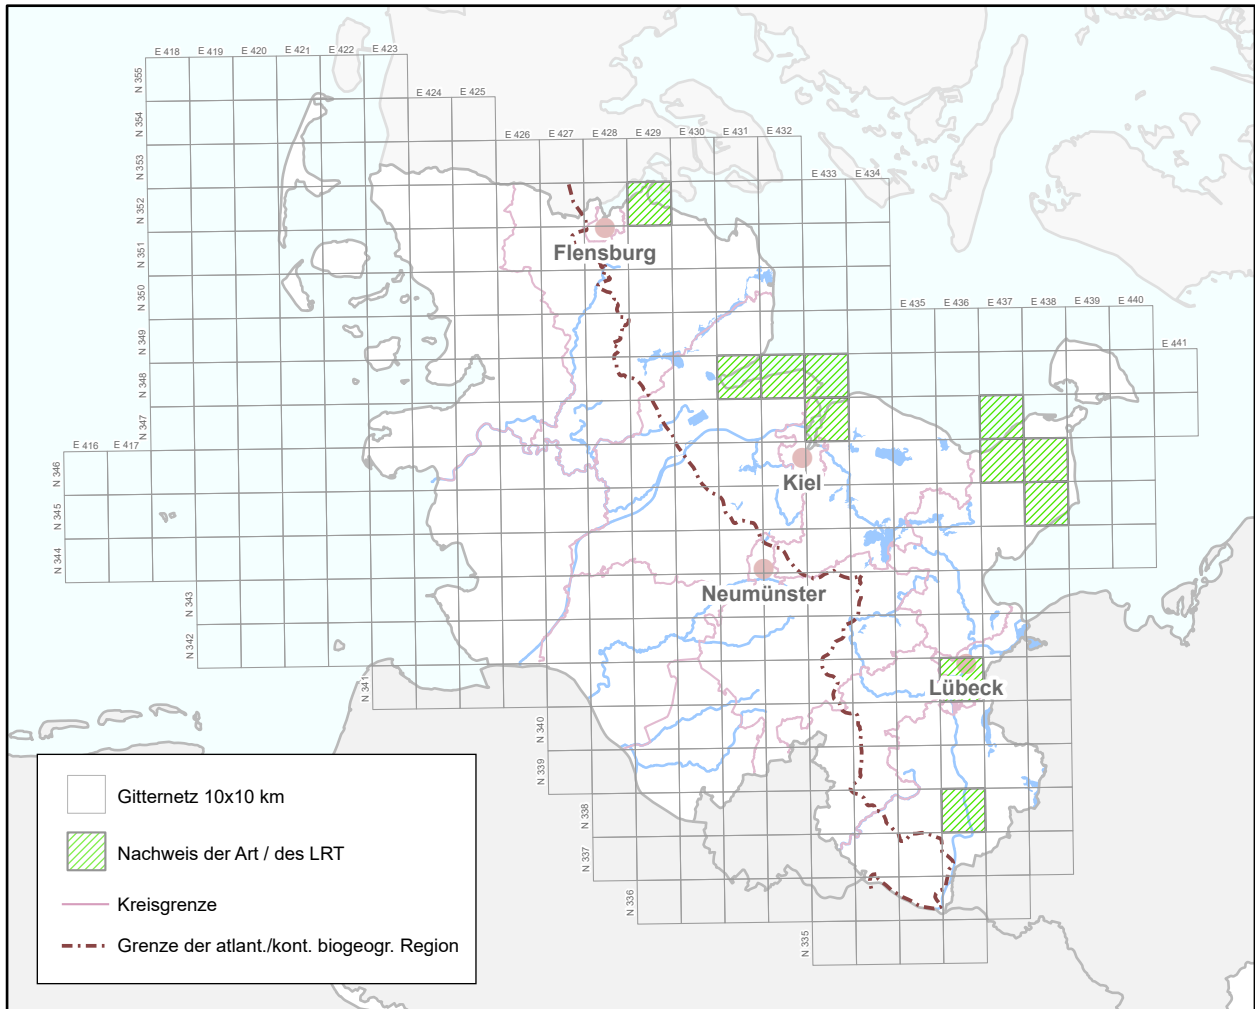 E 418 E 419 E 420 E 421 E 422 E 423
E 424 E 425
E 426 E 427 E 428 E 429 E 430 E 431 E 432
E 433 E 434
E 435 E 436 E 437 E 438 E 439 E 440
E 441
E 416 E 417
N 355
N 354
N 353
N 352
N 351
N 350
N 349
N 348
N 347
N 346
N 345
N 344
N 343
N 342
N 341
N 340
N 339
N 338
N 337
N 336
N 335
Flensburg
Kiel
Neumünster
Lübeck
Gitternetz 10x10 km
Nachweis der Art / des LRT
Kreisgrenze
Grenze der atlant./kont. biogeogr. Region